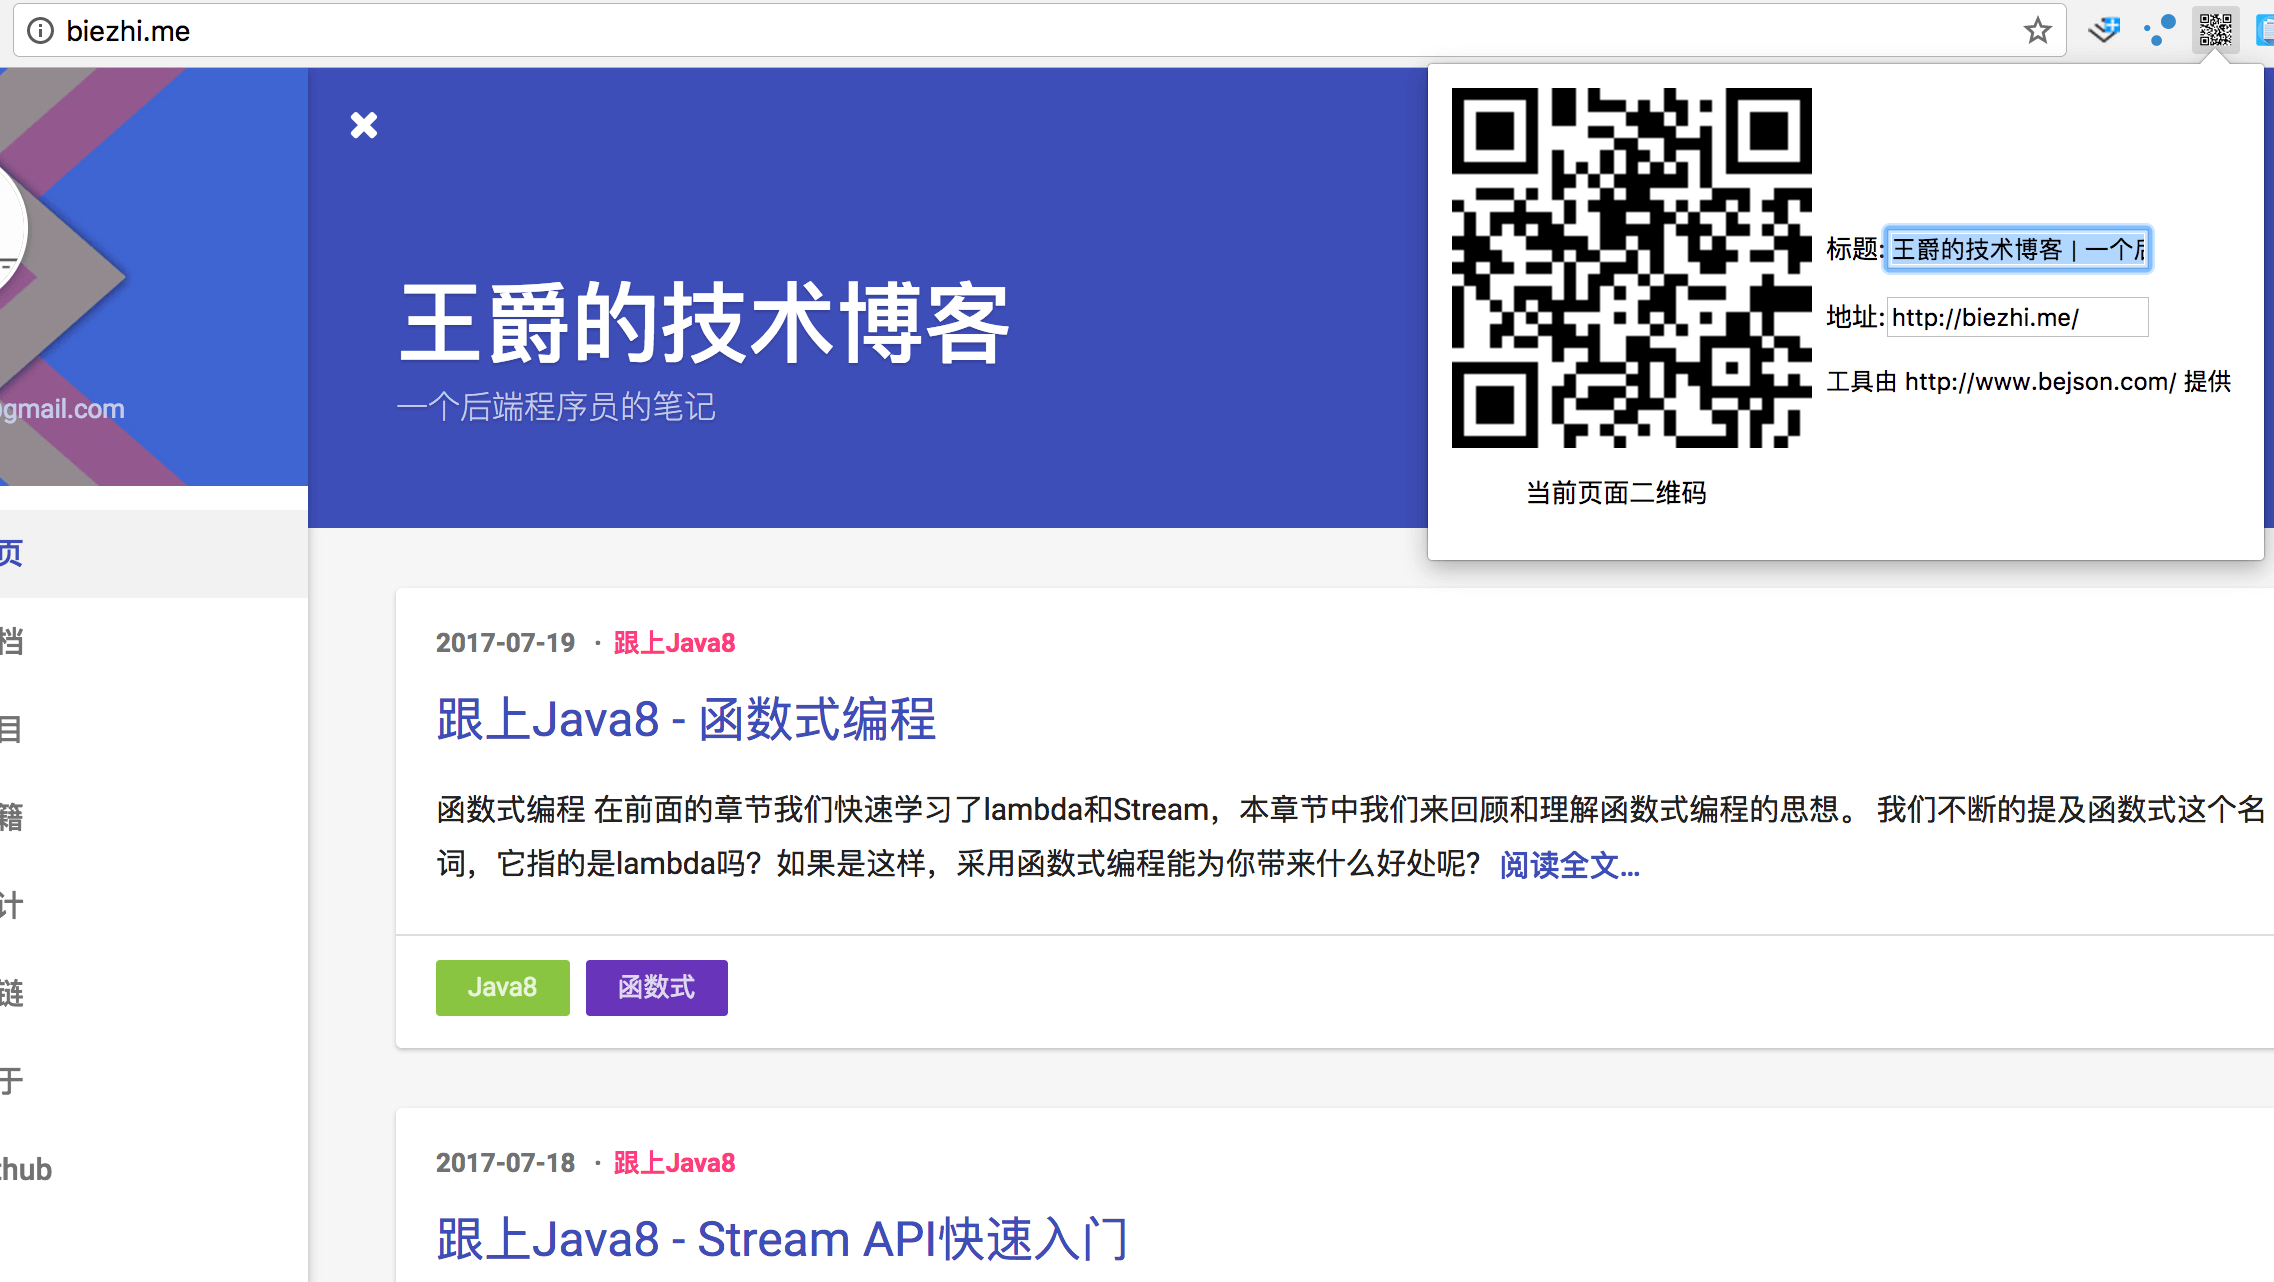 biezhi.me
王爵的技术博客
一个后端程序员的笔记
@gmail.com
标题: 王爵的技术博客 | 一个后
地址: http://biezhi.me/
工具由 http://www.bejson.com/ 提供
当前页面二维码
页
档
目
籍
计
链
于
thub
2017-07-19 · 跟上Java8
跟上Java8 - 函数式编程
函数式编程 在前面的章节我们快速学习了lambda和Stream，本章节中我们来回顾和理解函数式编程的思想。 我们不断的提及函数式这个名
词，它指的是lambda吗？如果是这样，采用函数式编程能为你带来什么好处呢？ 阅读全文...
Java8 函数式
2017-07-18 · 跟上Java8
跟上Java8 - Stream API快速入门